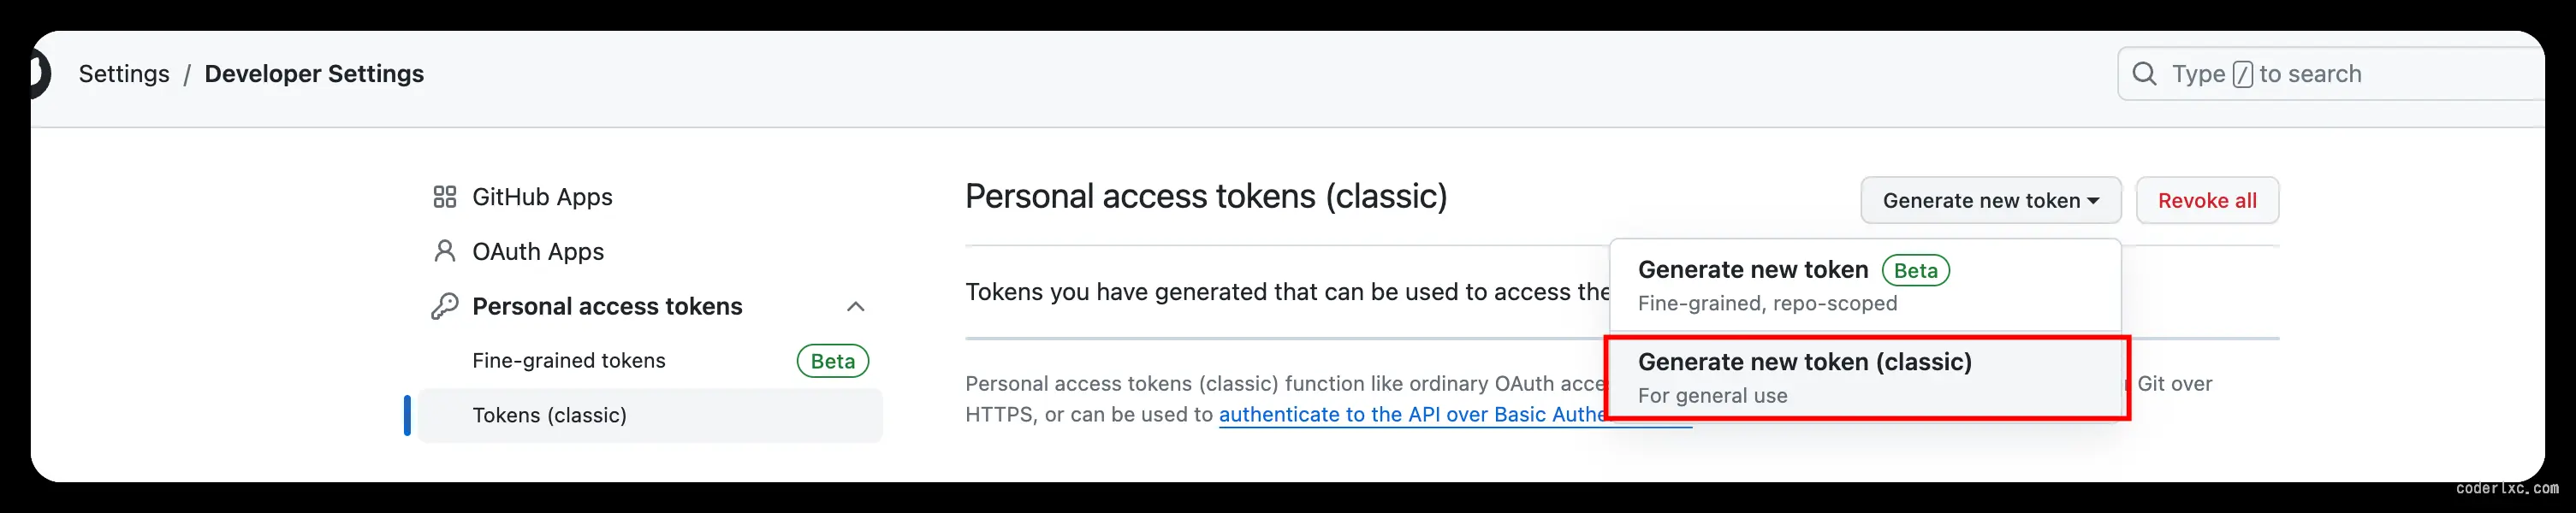 Settings / Developer Settings
Type / to search
GitHub Apps
OAuth Apps
Personal access tokens
Fine-grained tokens Beta
Tokens (classic)
Personal access tokens (classic)
Generate new token
Revoke all
Generate new token Beta
Fine-grained, repo-scoped
Generate new token (classic)
For general use
Tokens you have generated that can be used to access the
Personal access tokens (classic) function like ordinary OAuth acce Git over
HTTPS, or can be used to authenticate to the API over Basic Authe
coderlxc.com